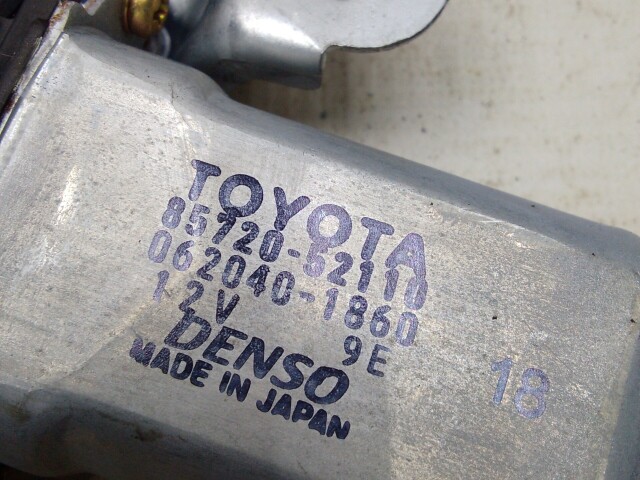 TOYOTA
85720-52110
062040-1860
12V 9E
DENSO
MADE IN JAPAN
18